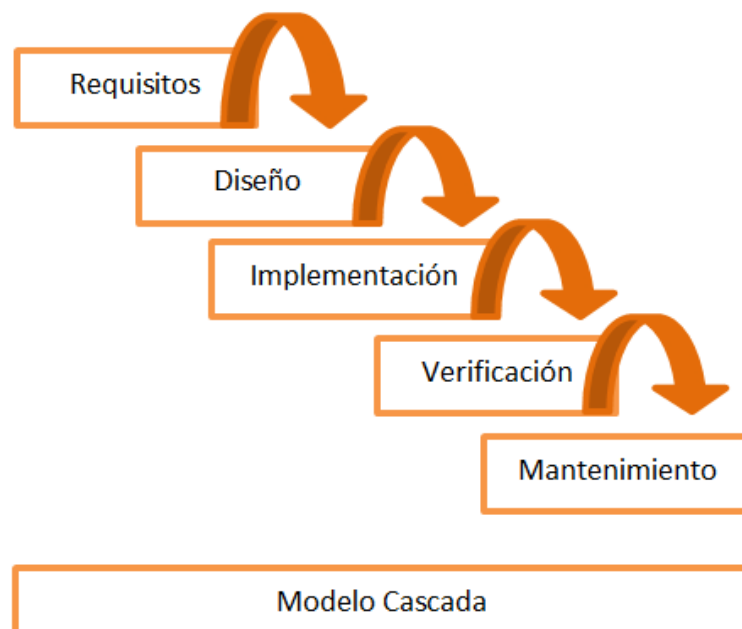 Requisitos
Diseño
Implementación
Verificación
Mantenimiento
Modelo Cascada